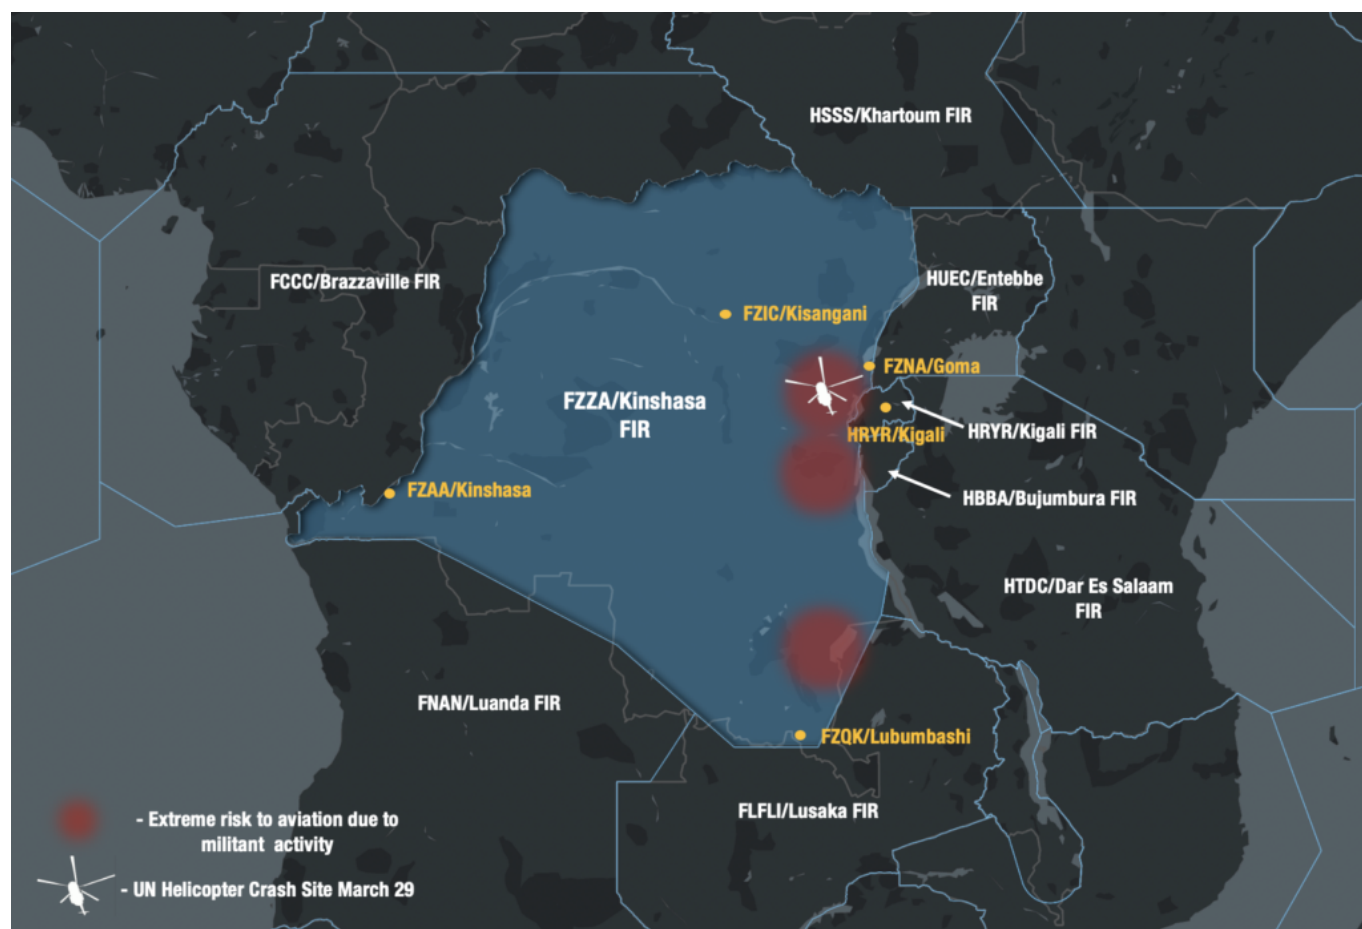 HSSS/Khartoum FIR
FCCC/Brazzaville FIR
HUEC/Entebbe
FIR
FZIC/Kisangani
FZNA/Goma
FZZA/Kinshasa
FIR
HRYR/Kigali
HRYR/Kigali FIR
FZAA/Kinshasa
HBBA/Bujumbura FIR
HTDC/Dar Es Salaam
FIR
FNAN/Luanda FIR
FZQK/Lubumbashi
FLFLI/Lusaka FIR
- Extreme risk to aviation due to
militant activity
- UN Helicopter Crash Site March 29